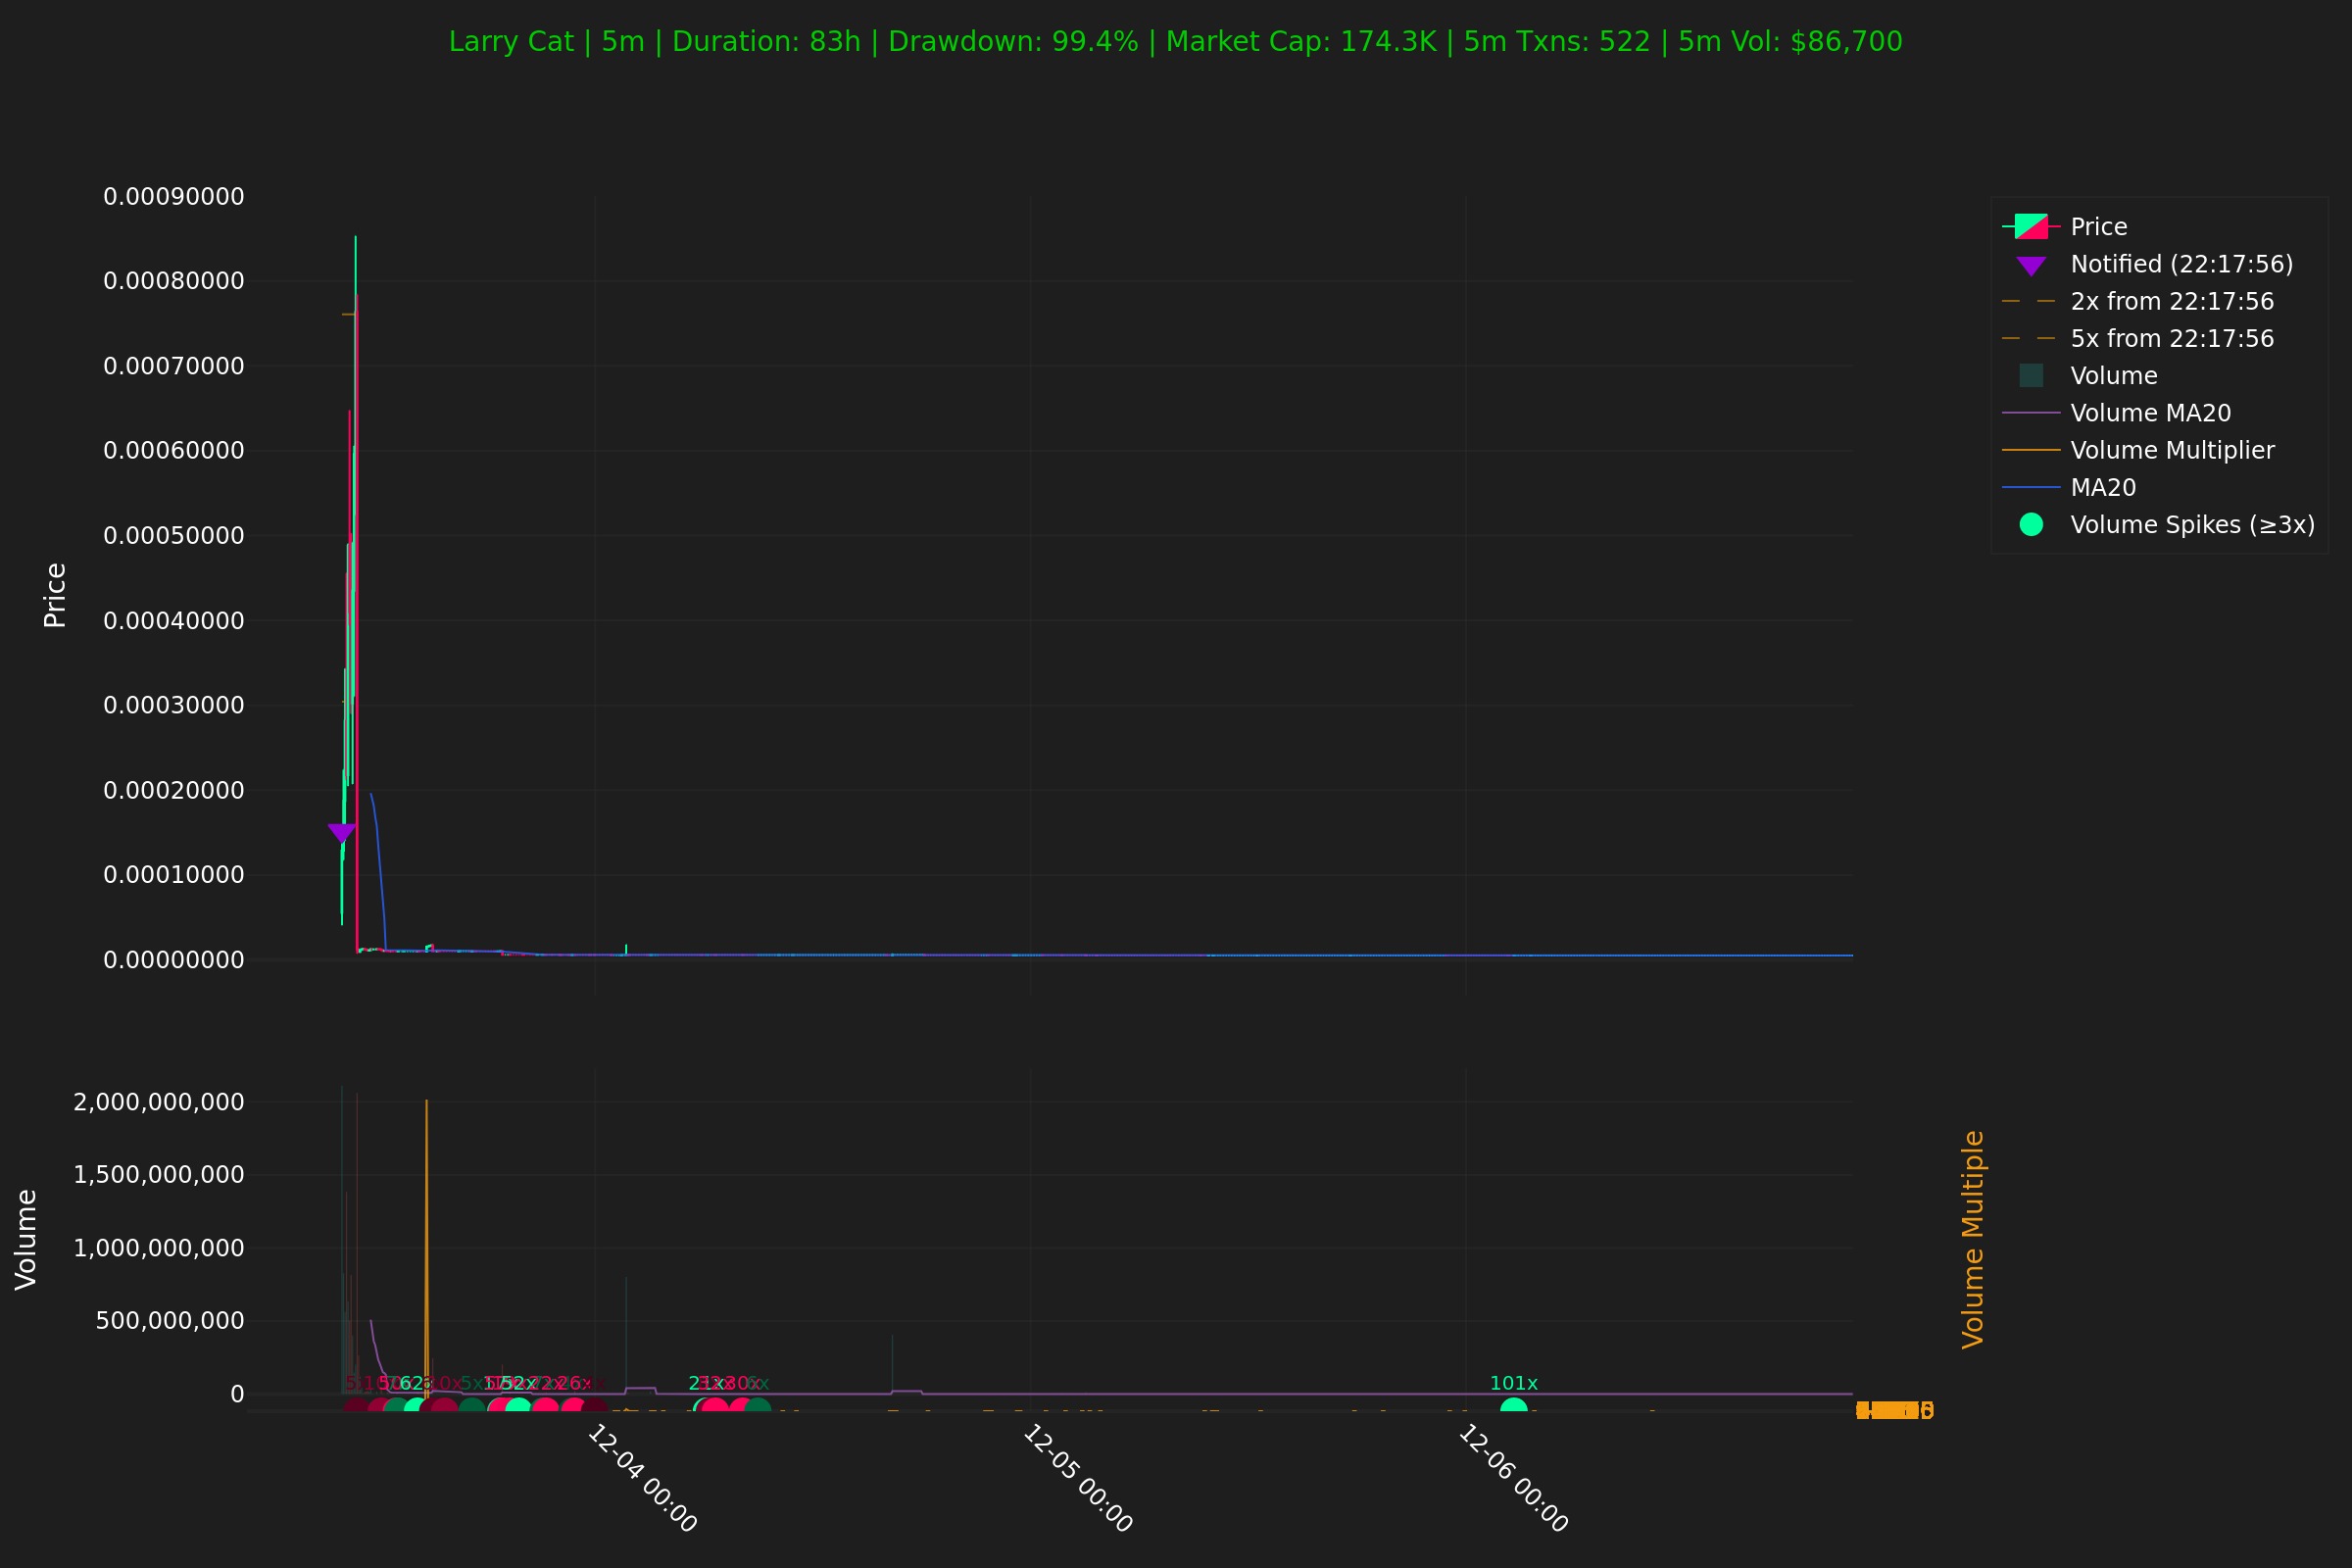 Larry Cat | 5m | Duration: 83h | Drawdown: 99.4% | Market Cap: 174.3K | 5m Txns: 522 | 5m Vol: $86,700
Price
0.00090000
0.00080000
0.00070000
0.00060000
0.00050000
0.00040000
0.00030000
0.00020000
0.00010000
0.00000000
Price
Notified (22:17:56)
2x from 22:17:56
5x from 22:17:56
Volume
Volume MA20
Volume Multiplier
MA20
Volume Spikes (≥3x)
Volume
2,000,000,000
1,500,000,000
1,000,000,000
500,000,000
0
52x
26x
21x
30x
101x
Volume Multiple
12-04 00:00
12-05 00:00
12-06 00:00